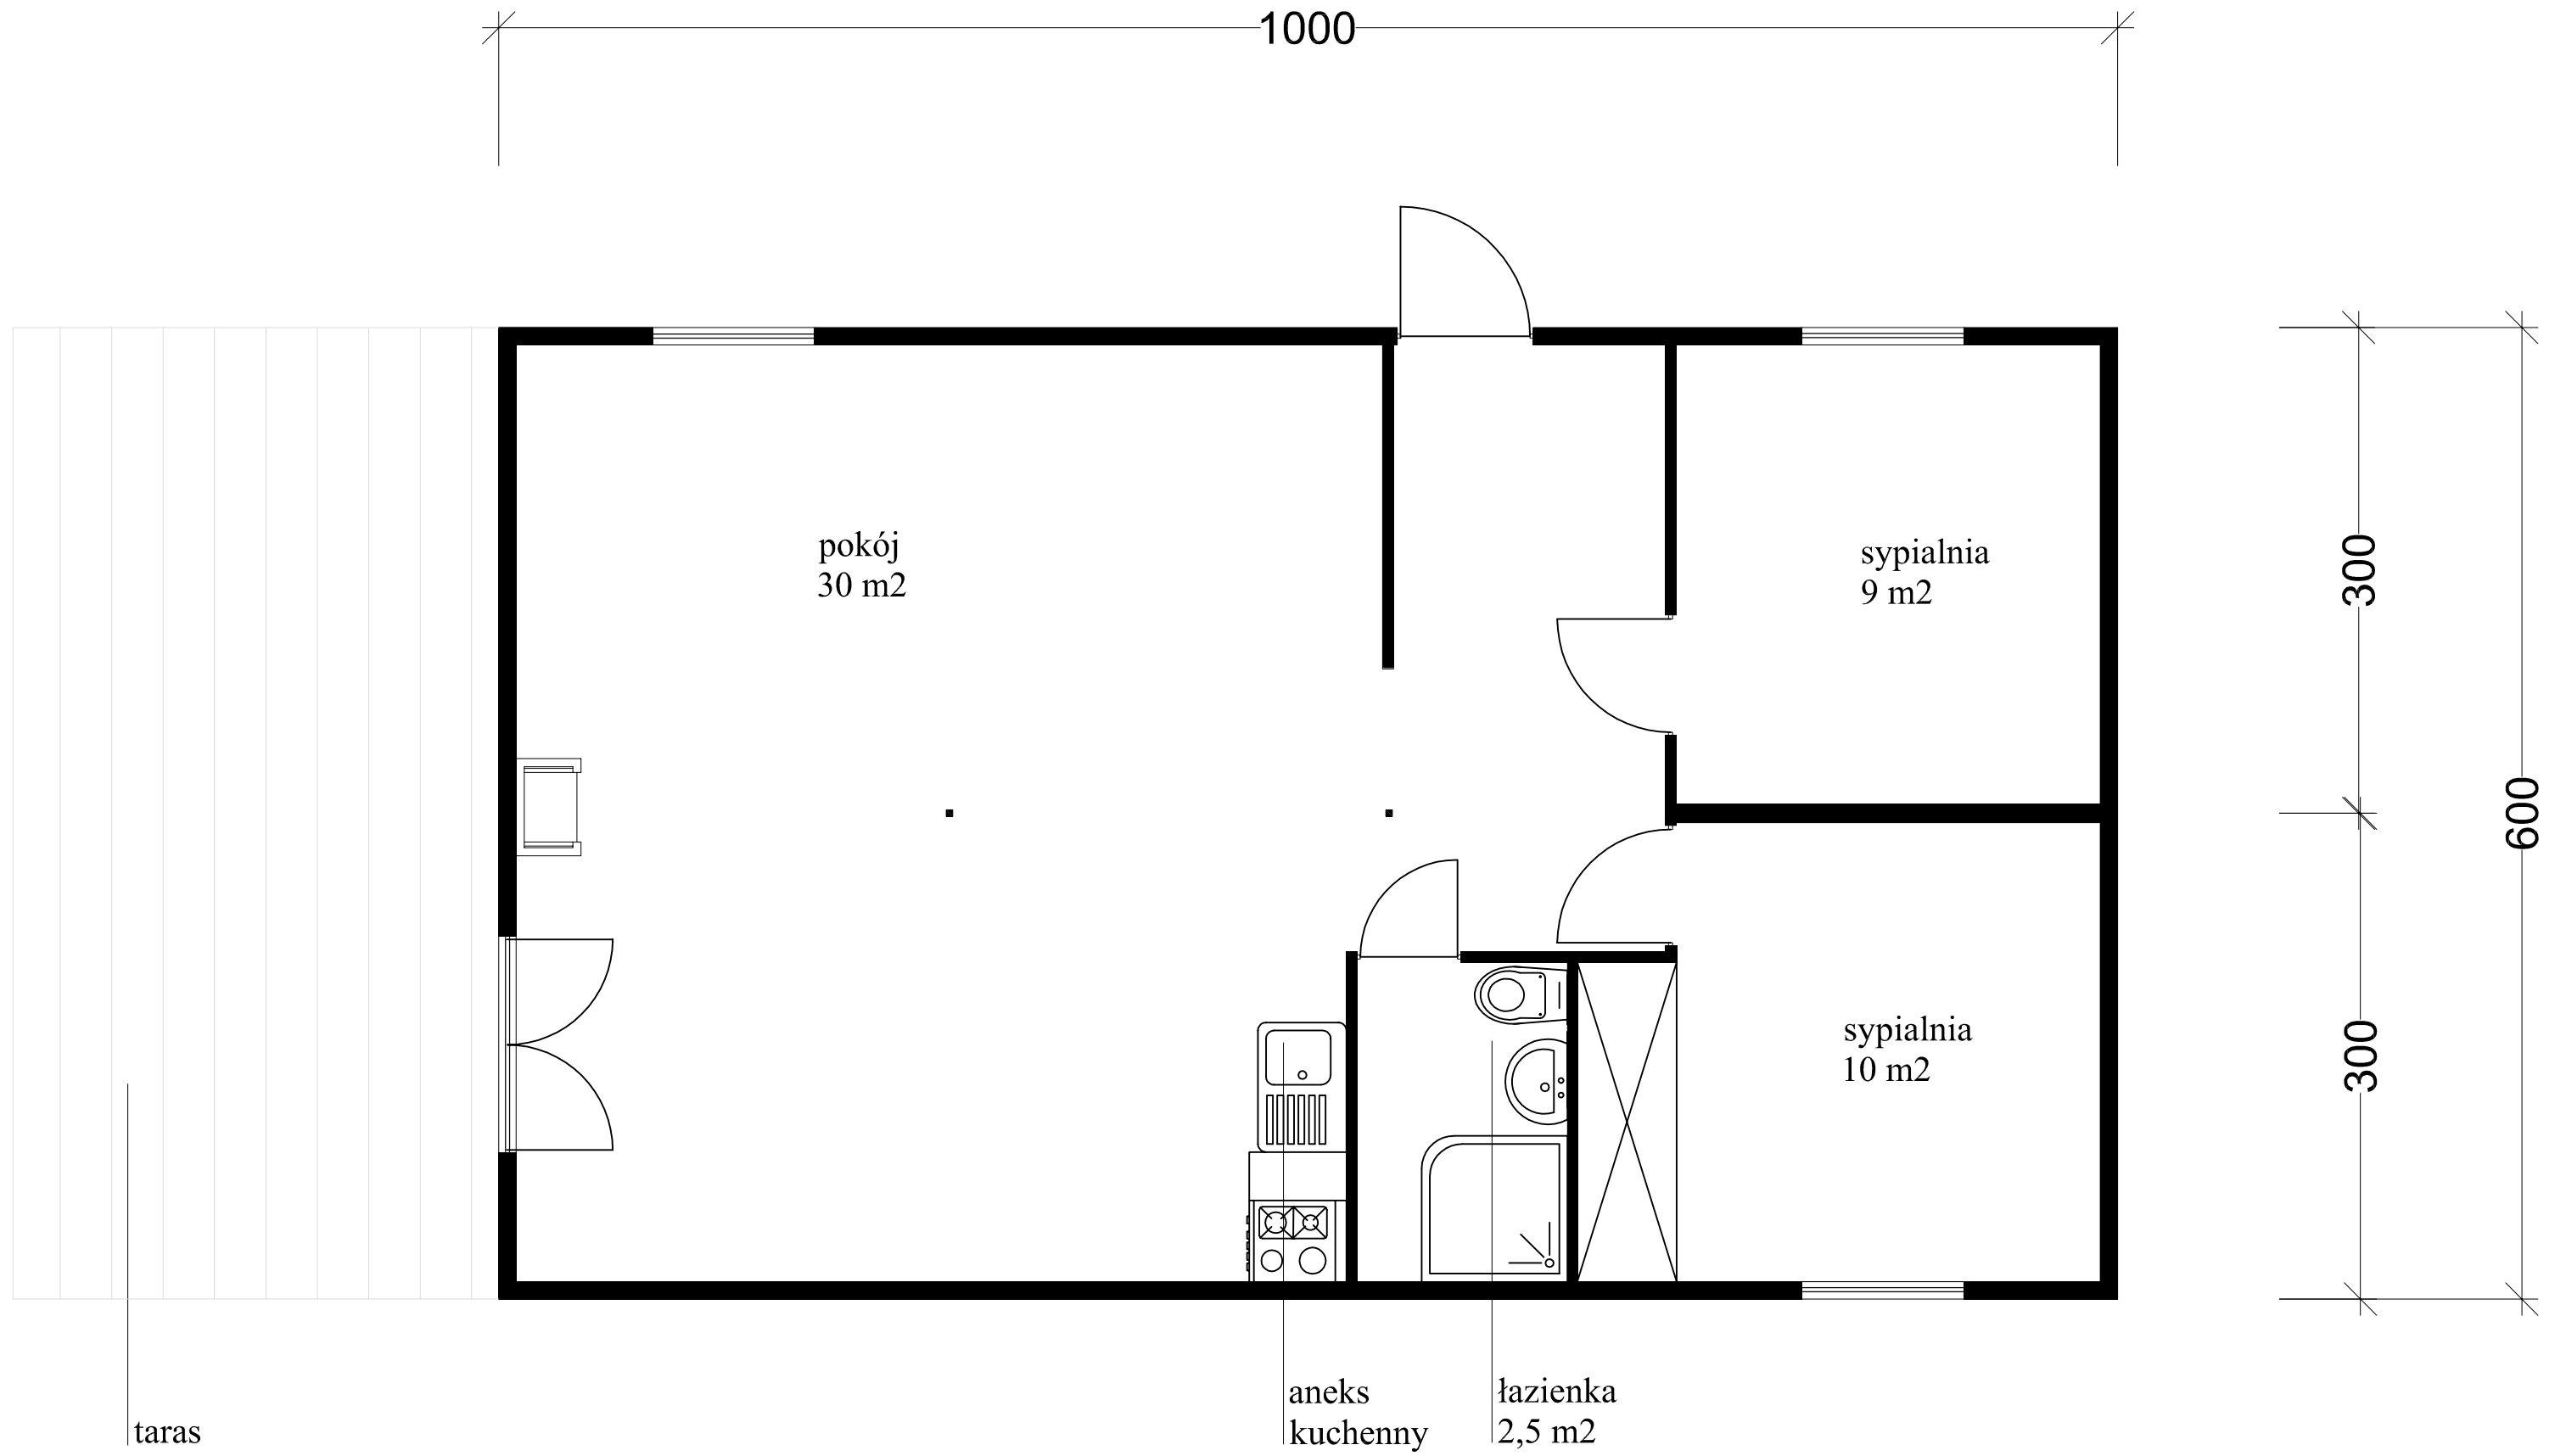 1000
pokój
30 m2
sypialnia
9 m2
300
600
sypialnia
10 m2
300
aneks
kuchenny
łazienka
2,5 m2
taras